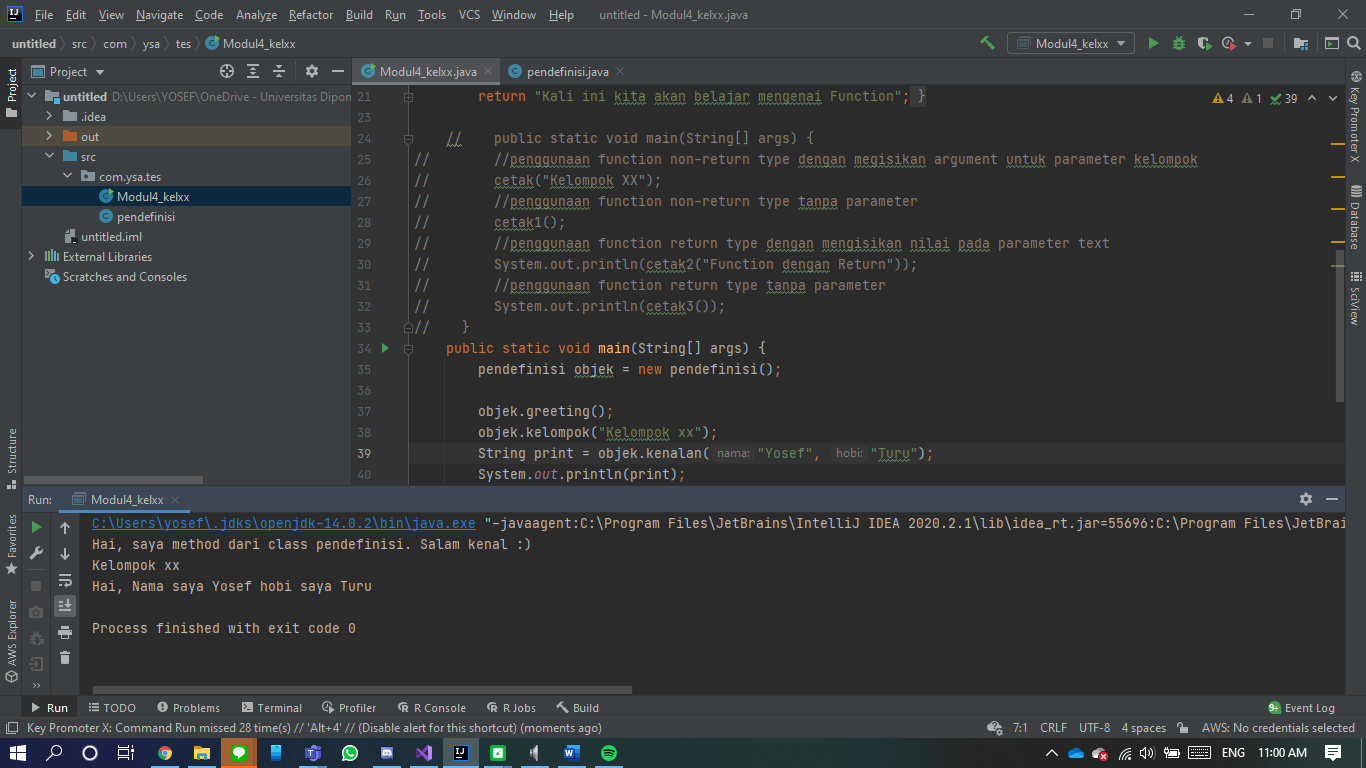 File Edit View Navigate Code Analyze Refactor Build Run Tools VCS Window Help untitled - Modul4_kelxx.java
untitled src com ysa tes Modul4_kelxx
Modul4_kelxx
Project
Modul4_kelxx.java
pendefinisi.java
Project
untitled D:\Users\YOSEF\OneDrive - Universitas Dipon
.idea
out
src
com.ysa.tes
Modul4_kelxx
pendefinisi
untitled.iml
External Libraries
Scratches and Consoles
Structure
Favorites
AWS Explorer
4 1 39
21 return "Kali ini kita akan belajar mengenai Function"; }
23
24 // public static void main(String[] args) {
25 // //penggunaan function non-return type dengan megisikan argument untuk parameter kelompok
26 // cetak("Kelompok XX");
27 // //penggunaan function non-return type tanpa parameter
28 // cetak1();
29 // //penggunaan function return type dengan mengisikan nilai pada parameter text
30 // System.out.println(cetak2("Function dengan Return"));
31 // //penggunaan function return type tanpa parameter
32 // System.out.println(cetak3());
33 // }
34 public static void main(String[] args) {
35 pendefinisi objek = new pendefinisi();
36
37 objek.greeting();
38 objek.kelompok("Kelompok xx");
39 String print = objek.kenalan( nama: "Yosef", hobi: "Turu");
40 System.out.println(print);
Key Promoter X
Database
SciView
Run: Modul4_kelxx
C:\Users\yosef\.jdks\openjdk-14.0.2\bin\java.exe "-javaagent:C:\Program Files\JetBrains\IntelliJ IDEA 2020.2.1\lib\idea_rt.jar=55696:C:\Program Files\JetBrai
Hai, saya method dari class pendefinisi. Salam kenal :)
Kelompok xx
Hai, Nama saya Yosef hobi saya Turu
Process finished with exit code 0
Run TODO Problems Terminal Profiler R Console R Jobs Build 9+ Event Log
Key Promoter X: Command Run missed 28 time(s) // 'Alt+4' // (Disable alert for this shortcut) (moments ago)
7:1 CRLF UTF-8 4 spaces AWS: No credentials selected
ENG 11:00 AM